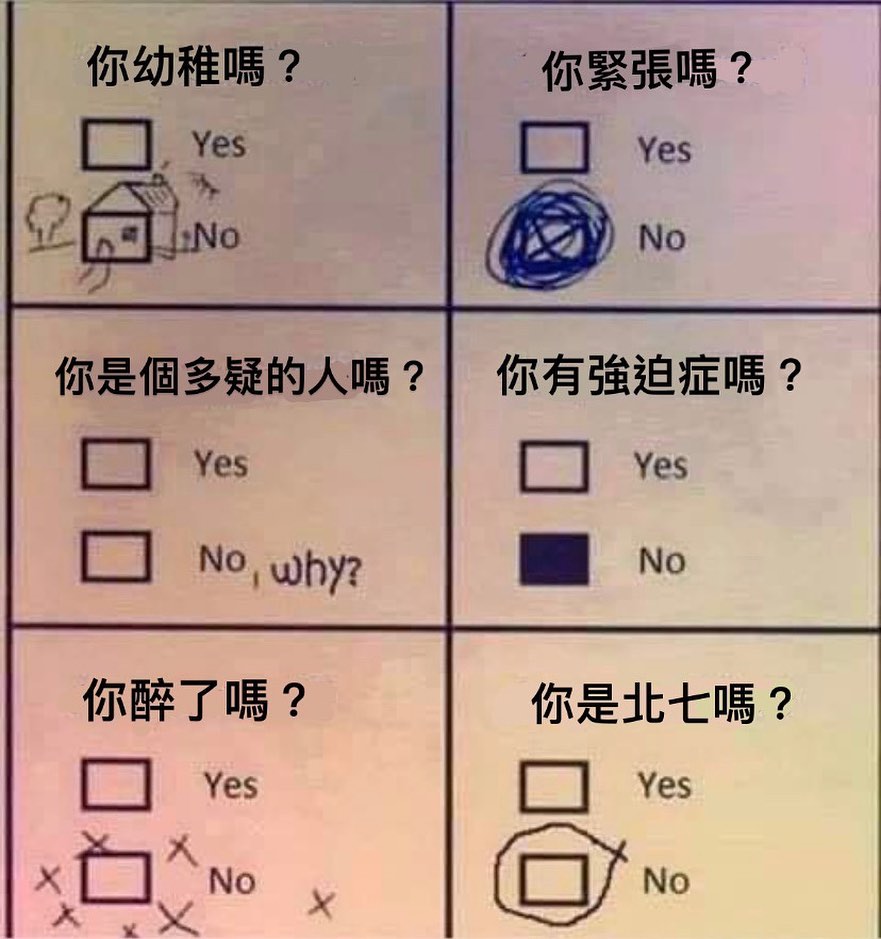 你幼稚嗎？
Yes
No
你緊張嗎？
Yes
No
你是個多疑的人嗎？
Yes
No, why?
你有強迫症嗎？
Yes
No
你醉了嗎？
Yes
No
你是北七嗎？
Yes
No